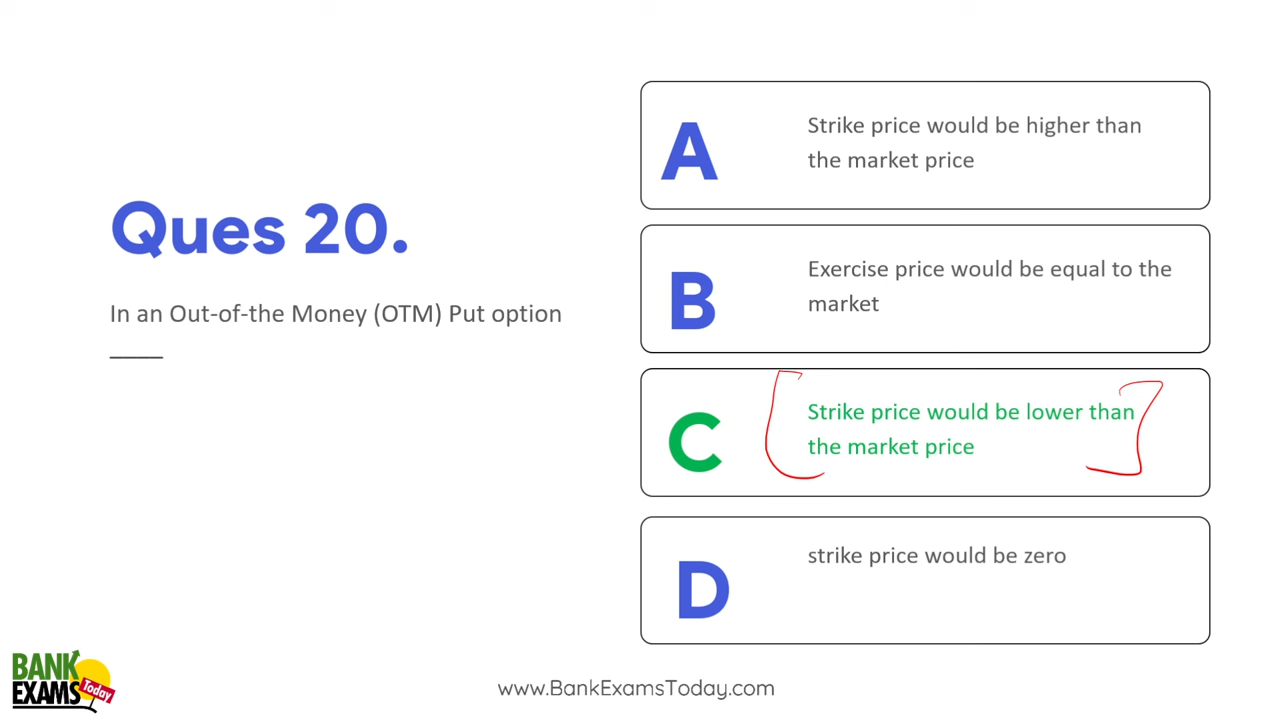 Ques 20.
In an Out-of-the Money (OTM) Put option
____
A
Strike price would be higher than
the market price
B
Exercise price would be equal to the
market
C
Strike price would be lower than
the market price
D
strike price would be zero
BANK
EXAMS
Today
www.BankExamsToday.com